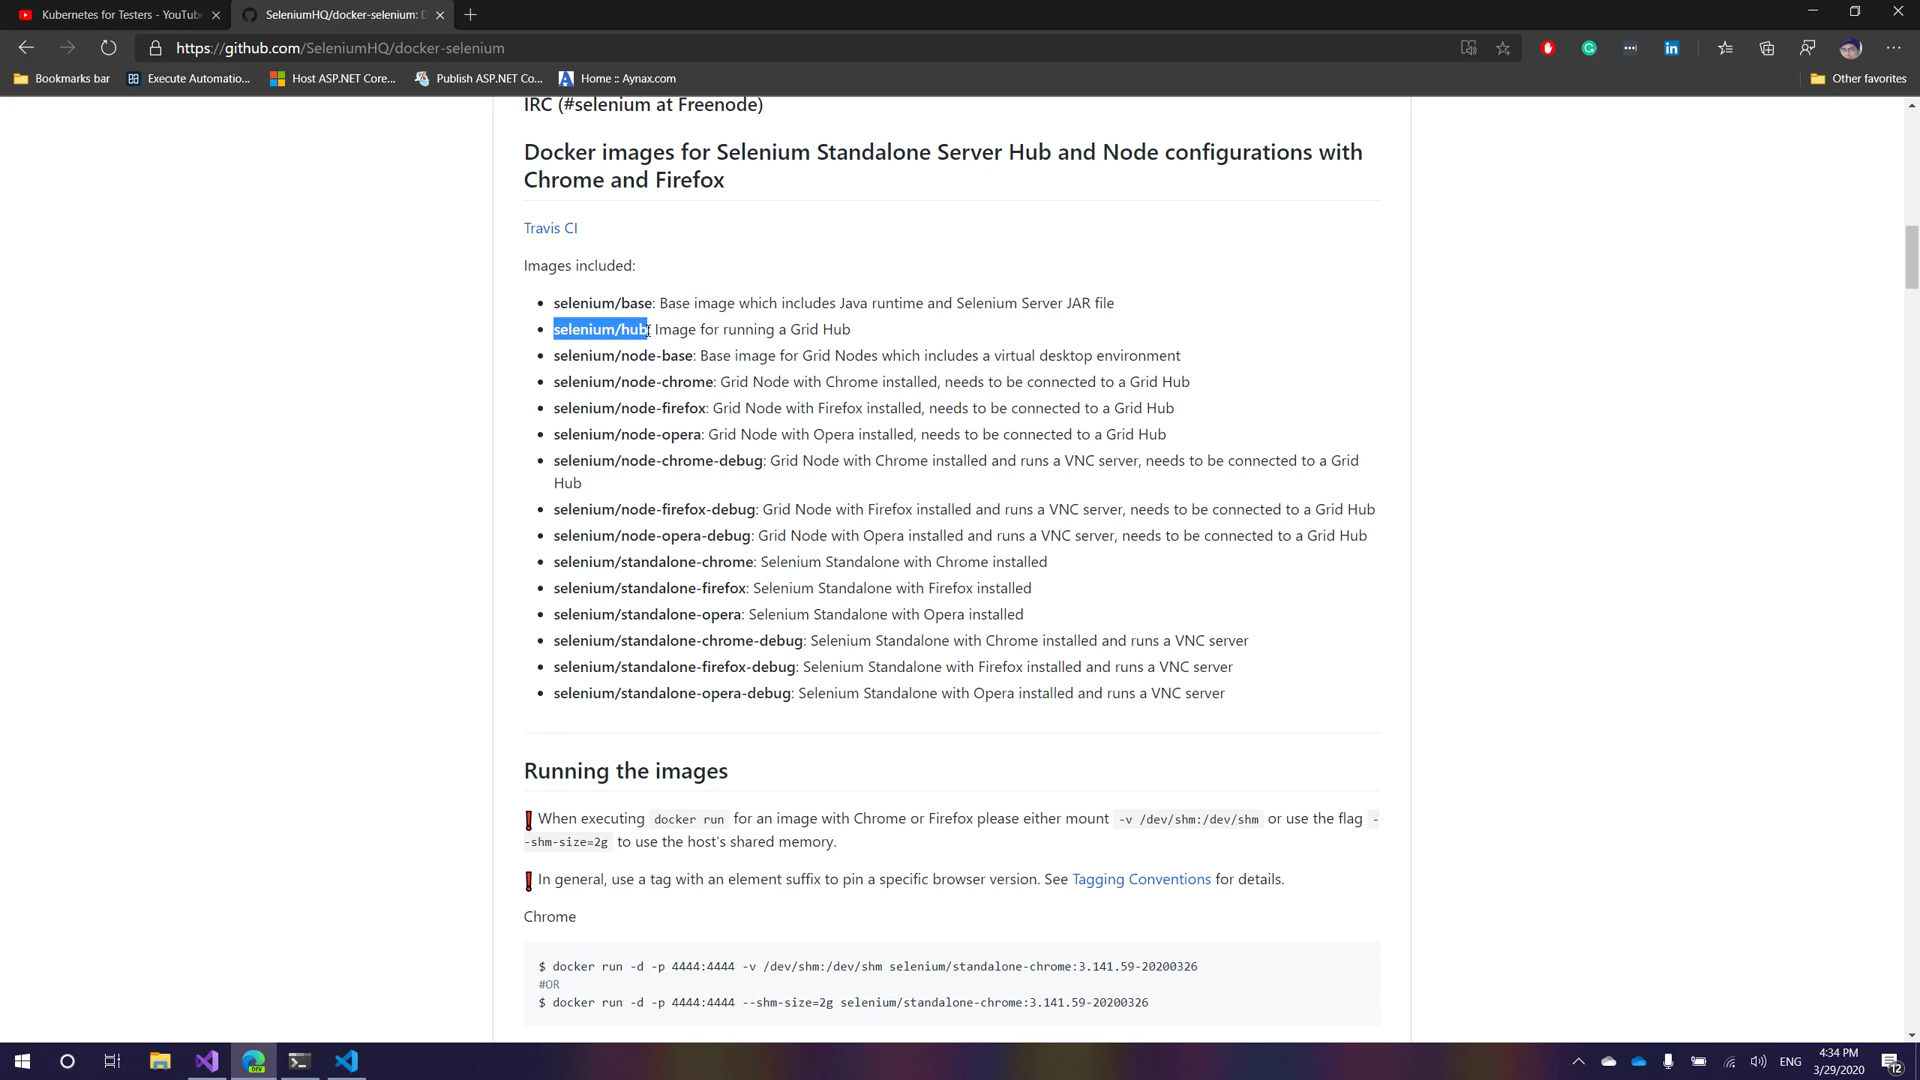 Kubernetes for Testers - YouTube
SeleniumHQ/docker-selenium: D
https://github.com/SeleniumHQ/docker-selenium
Bookmarks bar
Execute Automatio...
Host ASP.NET Core...
Publish ASP.NET Co...
Home :: Aynax.com
Other favorites
IRC (#selenium at Freenode)
Docker images for Selenium Standalone Server Hub and Node configurations with
Chrome and Firefox
Travis CI
Images included:
selenium/base: Base image which includes Java runtime and Selenium Server JAR file
selenium/hub: Image for running a Grid Hub
selenium/node-base: Base image for Grid Nodes which includes a virtual desktop environment
selenium/node-chrome: Grid Node with Chrome installed, needs to be connected to a Grid Hub
selenium/node-firefox: Grid Node with Firefox installed, needs to be connected to a Grid Hub
selenium/node-opera: Grid Node with Opera installed, needs to be connected to a Grid Hub
selenium/node-chrome-debug: Grid Node with Chrome installed and runs a VNC server, needs to be connected to a Grid
Hub
selenium/node-firefox-debug: Grid Node with Firefox installed and runs a VNC server, needs to be connected to a Grid Hub
selenium/node-opera-debug: Grid Node with Opera installed and runs a VNC server, needs to be connected to a Grid Hub
selenium/standalone-chrome: Selenium Standalone with Chrome installed
selenium/standalone-firefox: Selenium Standalone with Firefox installed
selenium/standalone-opera: Selenium Standalone with Opera installed
selenium/standalone-chrome-debug: Selenium Standalone with Chrome installed and runs a VNC server
selenium/standalone-firefox-debug: Selenium Standalone with Firefox installed and runs a VNC server
selenium/standalone-opera-debug: Selenium Standalone with Opera installed and runs a VNC server
Running the images
❗When executing docker run for an image with Chrome or Firefox please either mount -v /dev/shm:/dev/shm or use the flag -
-shm-size=2g to use the host's shared memory.
❗In general, use a tag with an element suffix to pin a specific browser version. See Tagging Conventions for details.
Chrome
$ docker run -d -p 4444:4444 -v /dev/shm:/dev/shm selenium/standalone-chrome:3.141.59-20200326
#OR
$ docker run -d -p 4444:4444 --shm-size=2g selenium/standalone-chrome:3.141.59-20200326
DEV
ENG
4:34 PM
3/29/2020
12